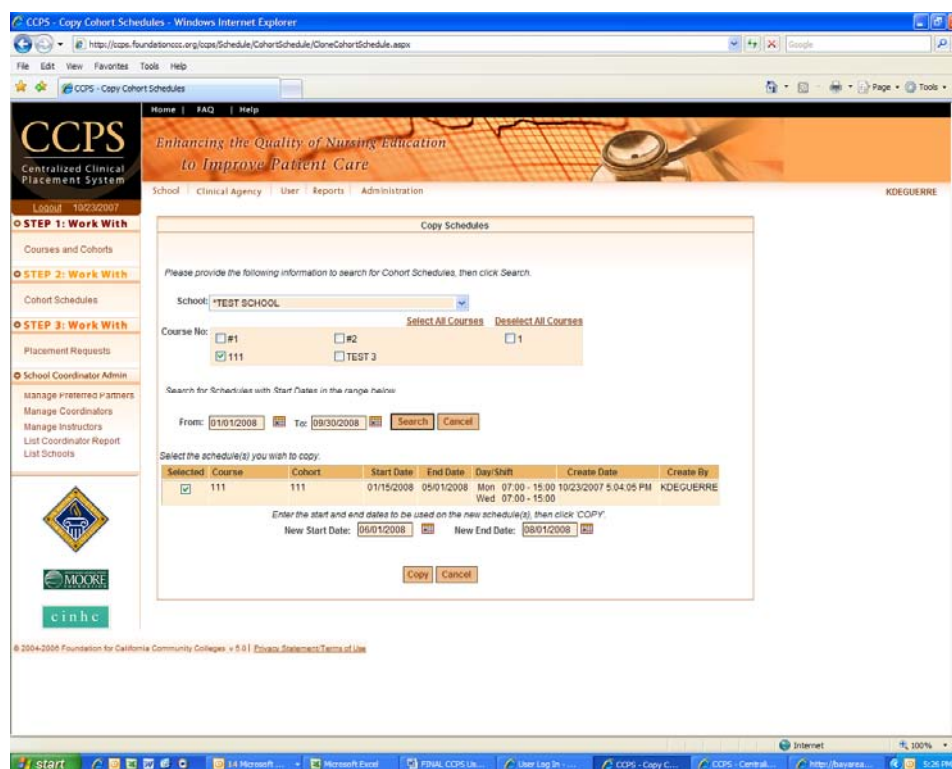 CCPS - Copy Cohort Schedules - Windows Internet Explorer
http://ccps.foundationccc.org/ccps/Schedule/CohortSchedule/CloneCohortSchedule.aspx
Google
File Edit View Favorites Tools Help
CCPS - Copy Cohort Schedules
Page Tools
Home | FAQ | Help
CCPS
Centralized Clinical
Placement System
Enhancing the Quality of Nursing Education
to Improve Patient Care
School Clinical Agency User Reports Administration
KDEGUERRE
Logout 10/23/2007
STEP 1: Work With
Courses and Cohorts
STEP 2: Work With
Cohort Schedules
STEP 3: Work With
Placement Requests
School Coordinator Admin
Manage Preferred Partners
Manage Coordinators
Manage Instructors
List Coordinator Report
List Schools
MOORE
cinhc
Copy Schedules
Please provide the following information to search for Cohort Schedules, then click Search.
School: *TEST SCHOOL
Select All Courses Deselect All Courses
Course No: #1 #2 1
111 TEST 3
Search for Schedules with Start Dates in the range below
From: 01/01/2008 To: 09/30/2008 Search Cancel
Select the schedule(s) you wish to copy.
Selected Course Cohort Start Date End Date Day/Shift Create Date Create By
111 111 01/15/2008 05/01/2008 Mon 07:00 - 15:00 10/23/2007 5:04:05 PM KDEGUERRE
Wed 07:00 - 15:00
Enter the start and end dates to be used on the new schedule(s), then click 'COPY'.
New Start Date: 06/01/2008 New End Date: 08/01/2008
Copy Cancel
© 2004-2006 Foundation for California Community Colleges v 5.0 | Privacy Statement/Terms of Use
Internet 100%
start 14 Microsoft ... Microsoft Excel FINAL CCPS Us... User Log In - ... CCPS - Copy C... CCPS - Centrali... http://bayarea... 5:26 PM